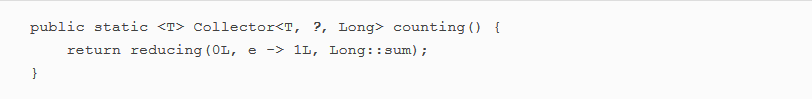 public static <T> Collector<T, ?, Long> counting() {
    return reducing(0L, e -> 1L, Long::sum);
}